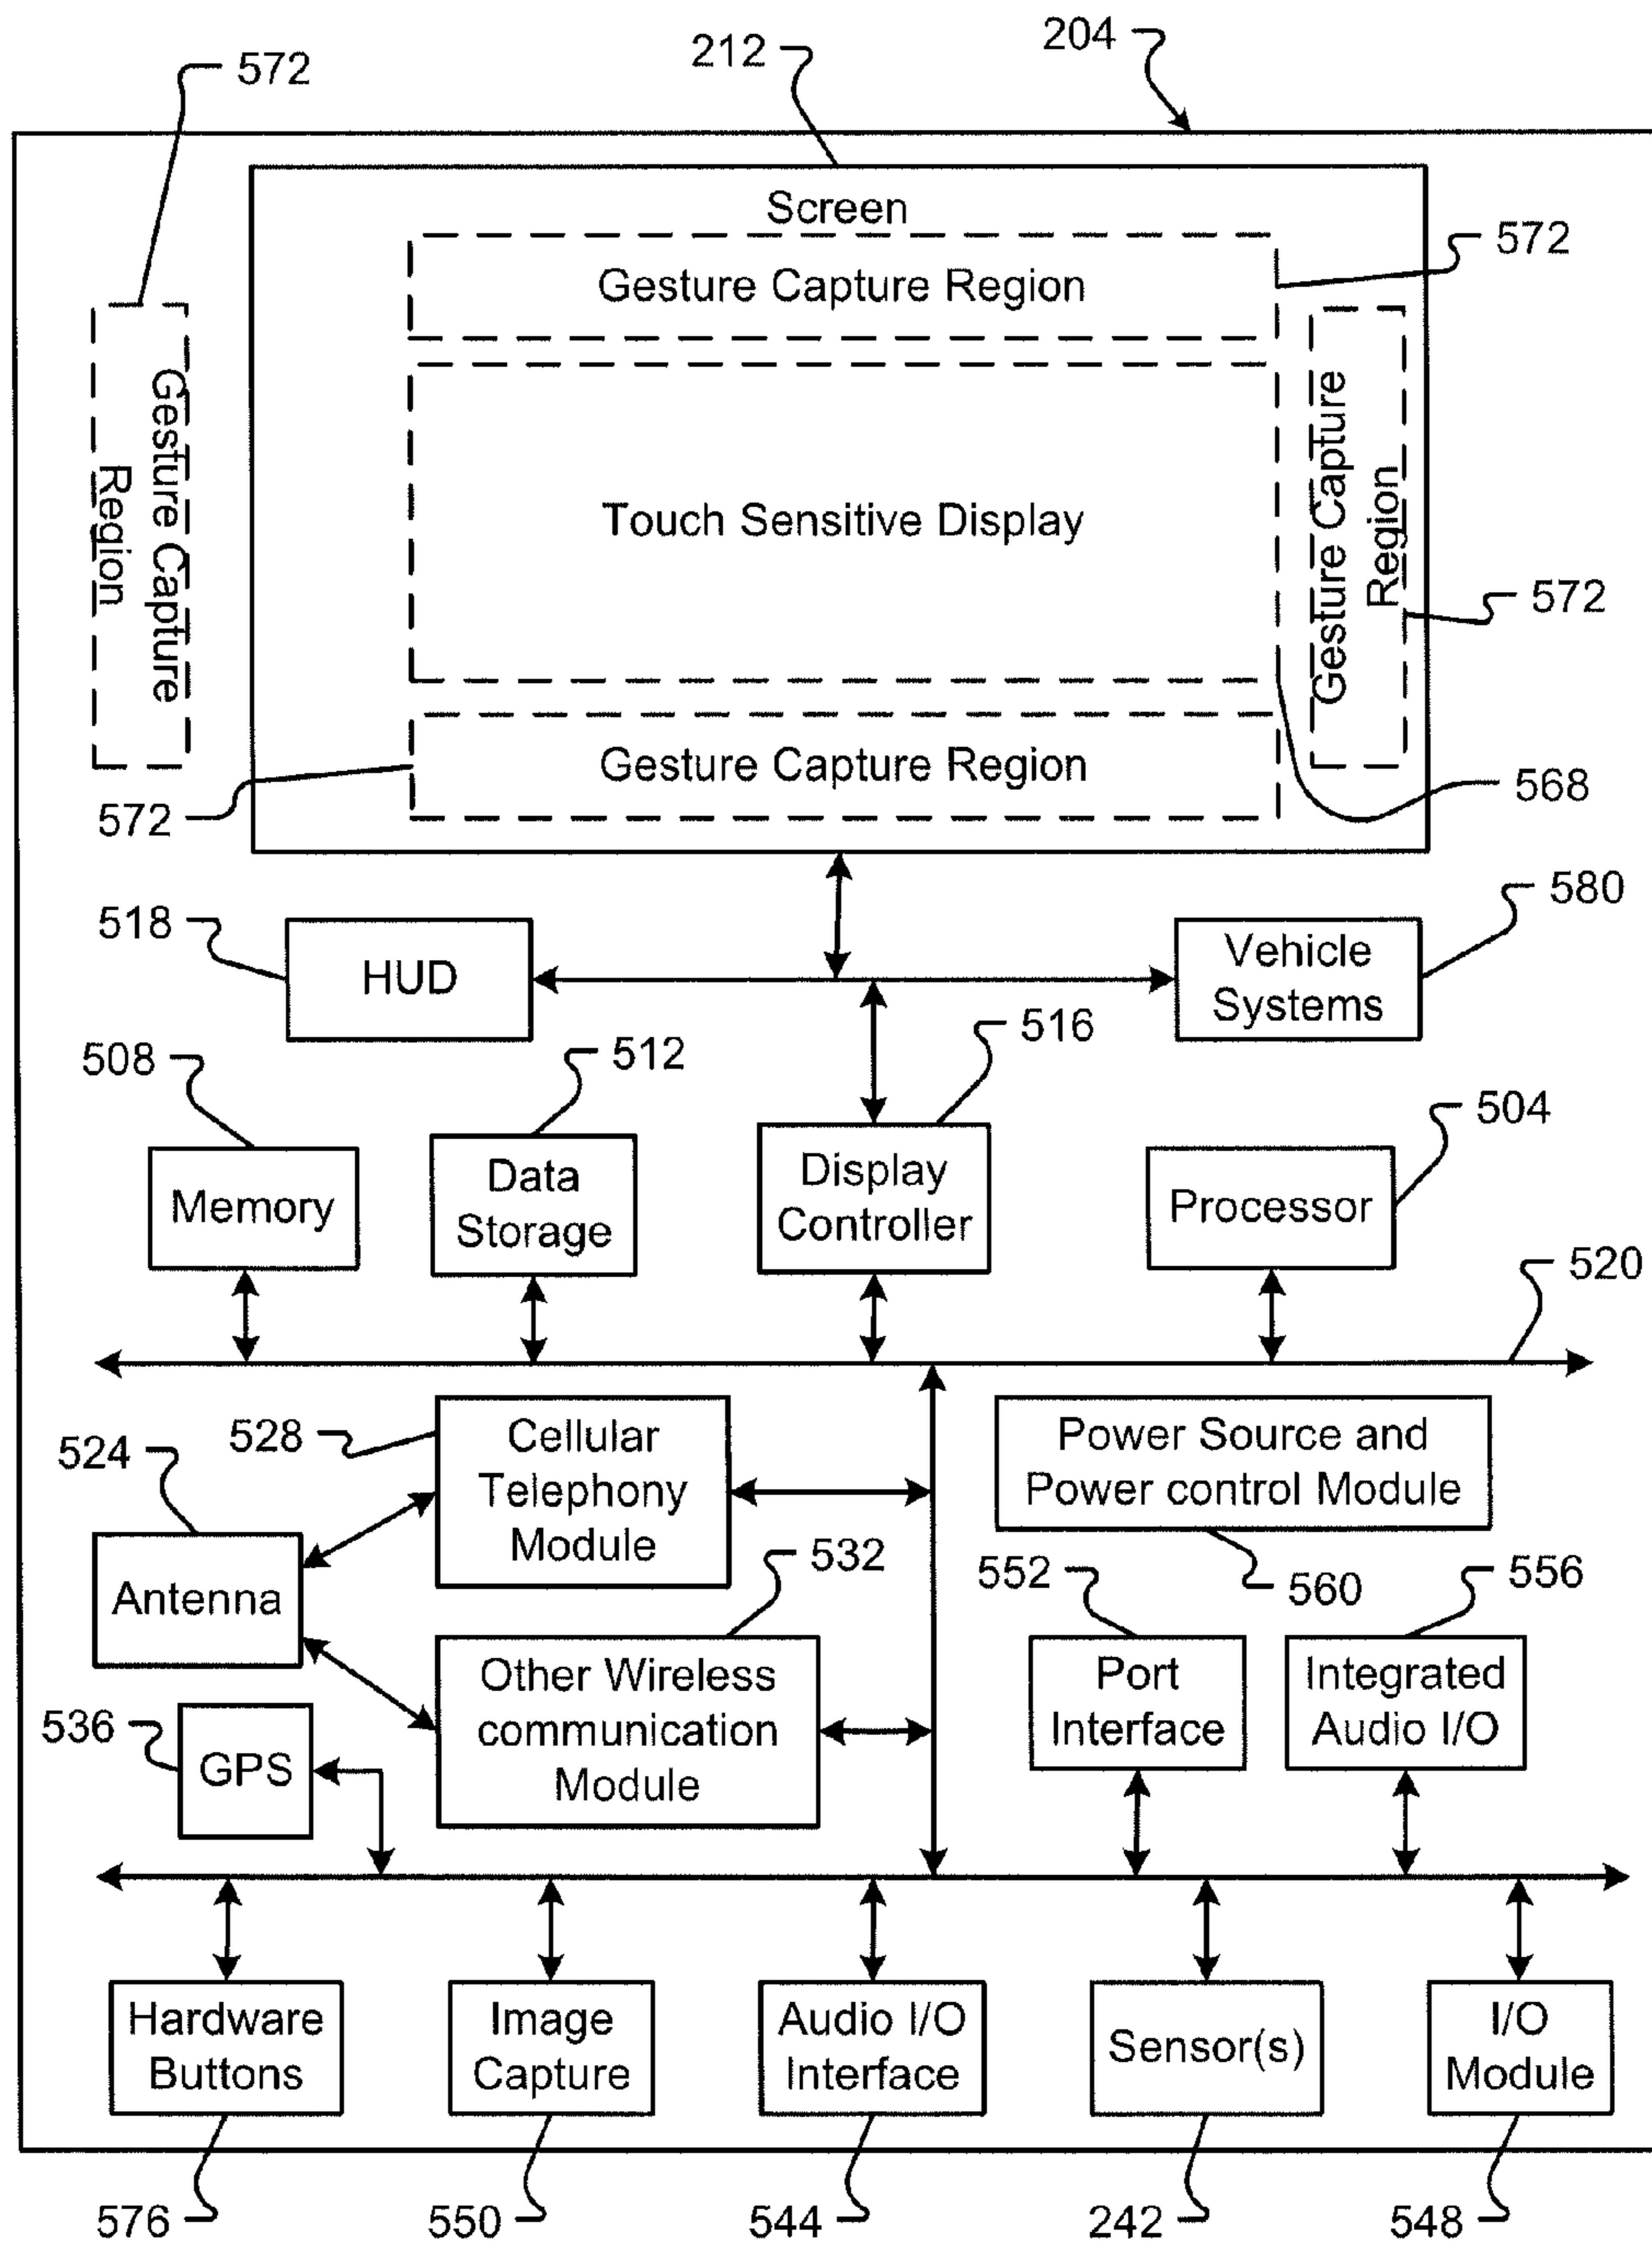 204
212
572
Screen
572
Gesture Capture Region
Gesture Capture
Region
Gesture Capture
Region
Touch Sensitive Display
572
Gesture Capture Region
568
572
580
518
HUD
Vehicle
Systems
516
508
512
504
Memory
Data
Storage
Display
Controller
Processor
520
528
Cellular
Telephony
Module
Power Source and
Power control Module
524
532
552
560
556
Antenna
Other Wireless
communication
Module
Port
Interface
Integrated
Audio I/O
536
GPS
Hardware
Buttons
Image
Capture
Audio I/O
Interface
Sensor(s)
I/O
Module
576
550
544
242
548